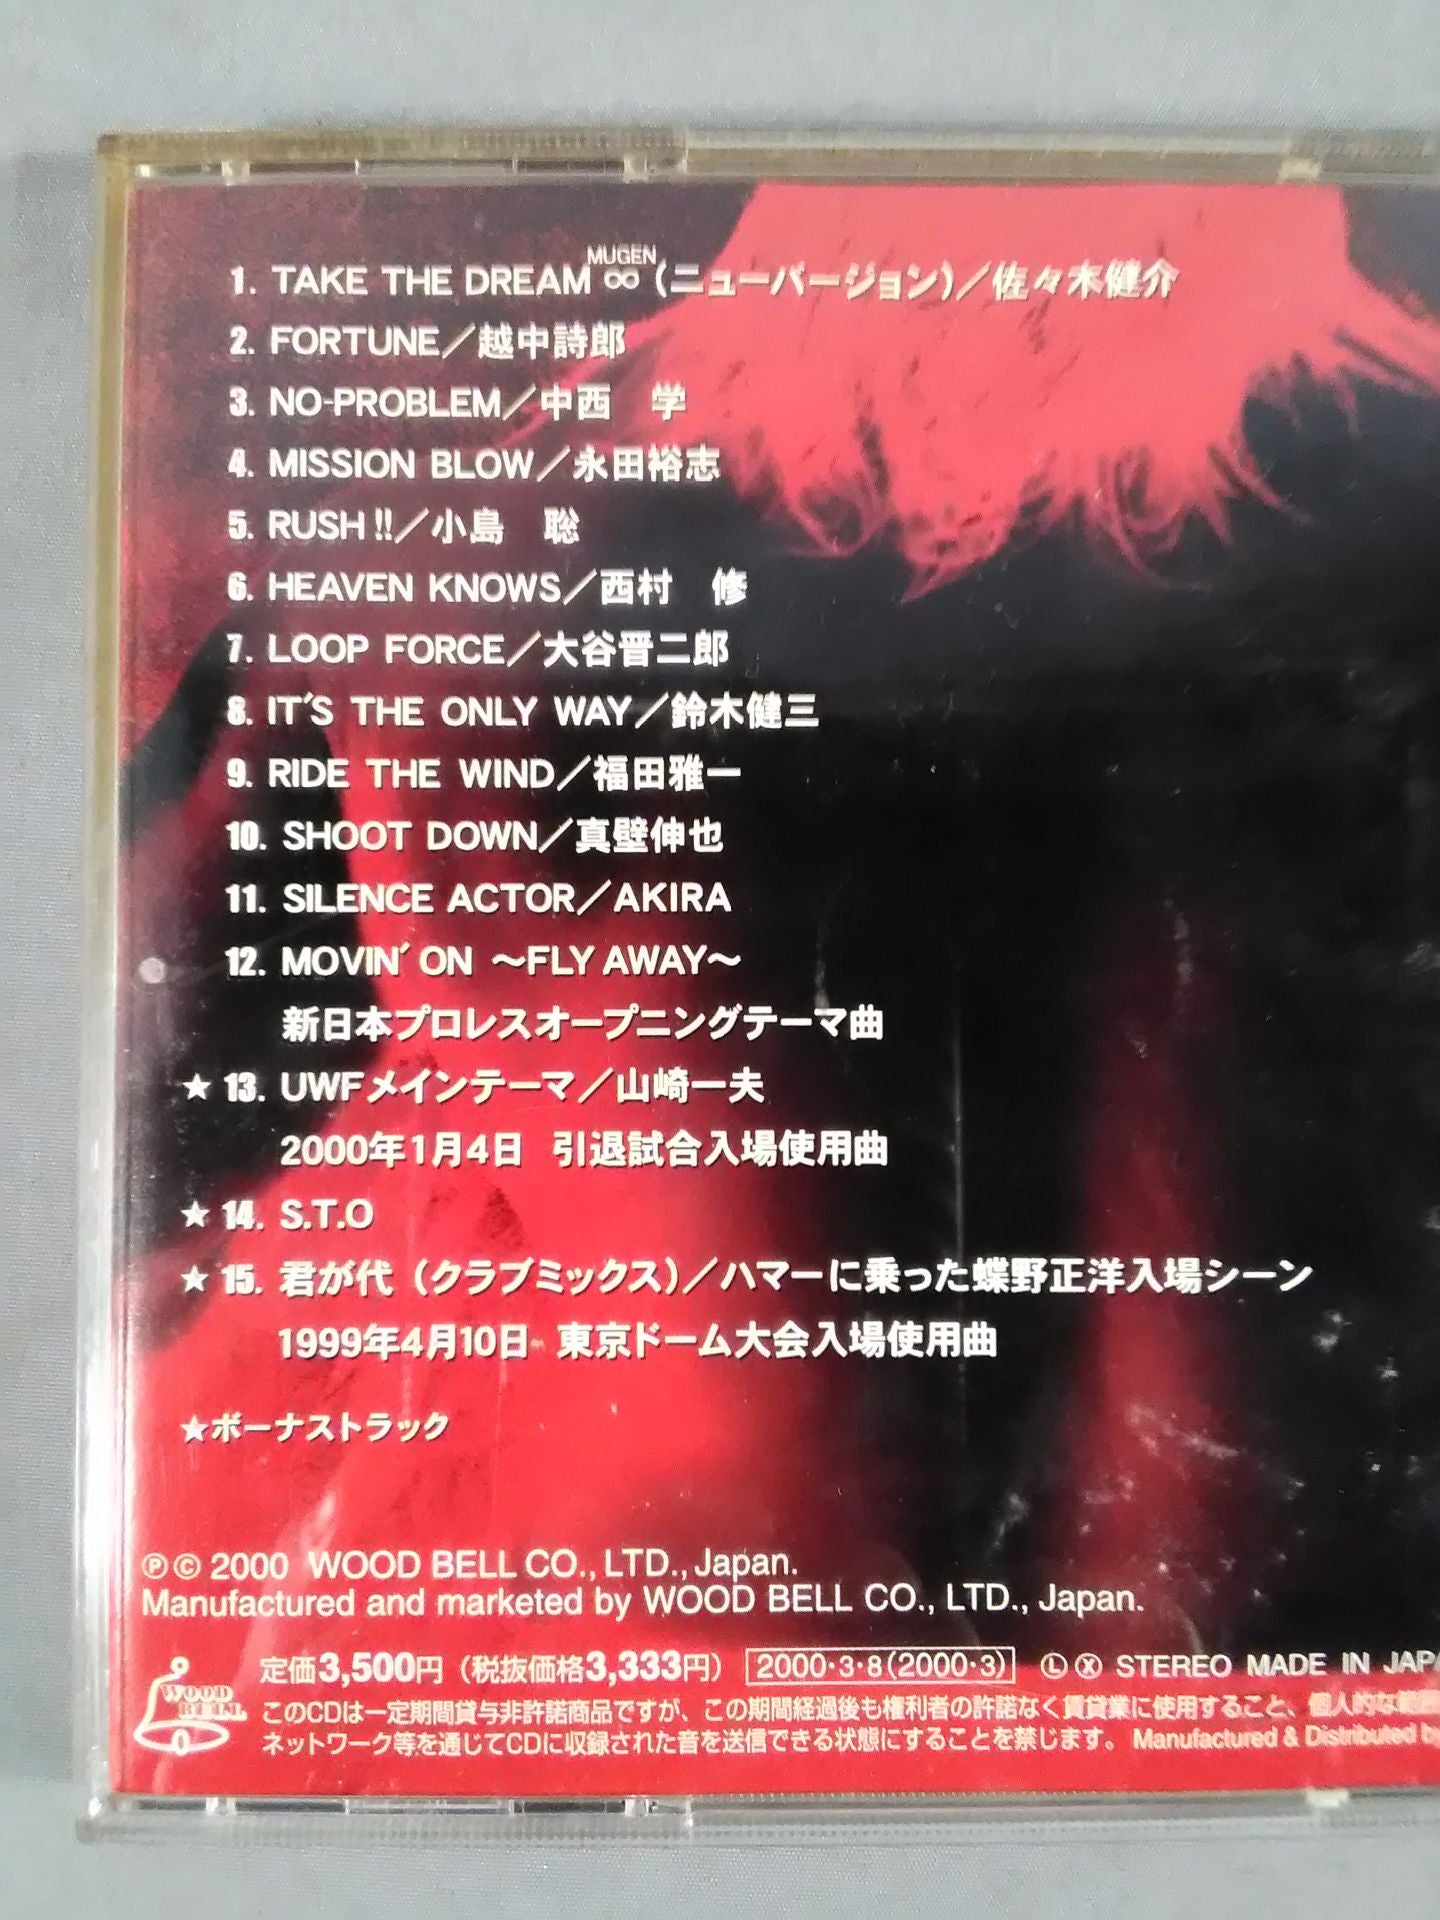 MUGEN
1. TAKE THE DREAM ∞ (ニューバージョン)／佐々木健介
2. FORTUNE／越中詩郎
3. NO-PROBLEM／中西　学
4. MISSION BLOW／永田裕志
5. RUSH!!／小島　聡
6. HEAVEN KNOWS／西村　修
7. LOOP FORCE／大谷晋二郎
8. IT'S THE ONLY WAY／鈴木健三
9. RIDE THE WIND／福田雅一
10. SHOOT DOWN／真壁伸也
11. SILENCE ACTOR／AKIRA
12. MOVIN' ON ～FLY AWAY～
新日本プロレスオープニングテーマ曲
★ 13. UWFメインテーマ／山崎一夫
2000年1月4日 引退試合入場使用曲
★ 14. S.T.O
★ 15. 君が代 (クラブミックス)／ハマーに乗った蝶野正洋入場シーン
1999年4月10日 東京ドーム大会入場使用曲
★ボーナストラック
Ⓟ © 2000 WOOD BELL CO., LTD., Japan.
Manufactured and marketed by WOOD BELL CO., LTD., Japan.
WOOD BELL
定価3,500円 (税抜価格3,333円) 2000・3・8(2000・3) Ⓛ Ⓧ STEREO MADE IN JAPA
このCDは一定期間貸与非許諾商品ですが、この期間経過後も権利者の許諾なく賃貸業に使用すること、個人的な範囲
ネットワーク等を通じてCDに収録された音を送信できる状態にすることを禁じます。 Manufactured & Distributed by